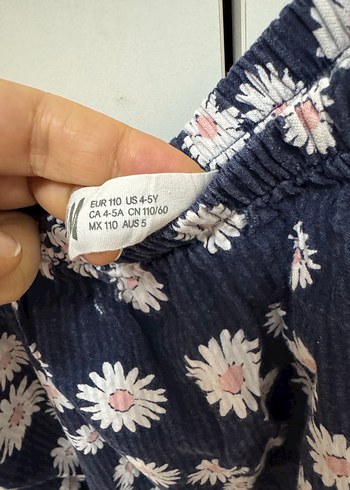 EUR 110 US 4-5Y
CA 4-5A CN 110/60
MX 110 AUS 5